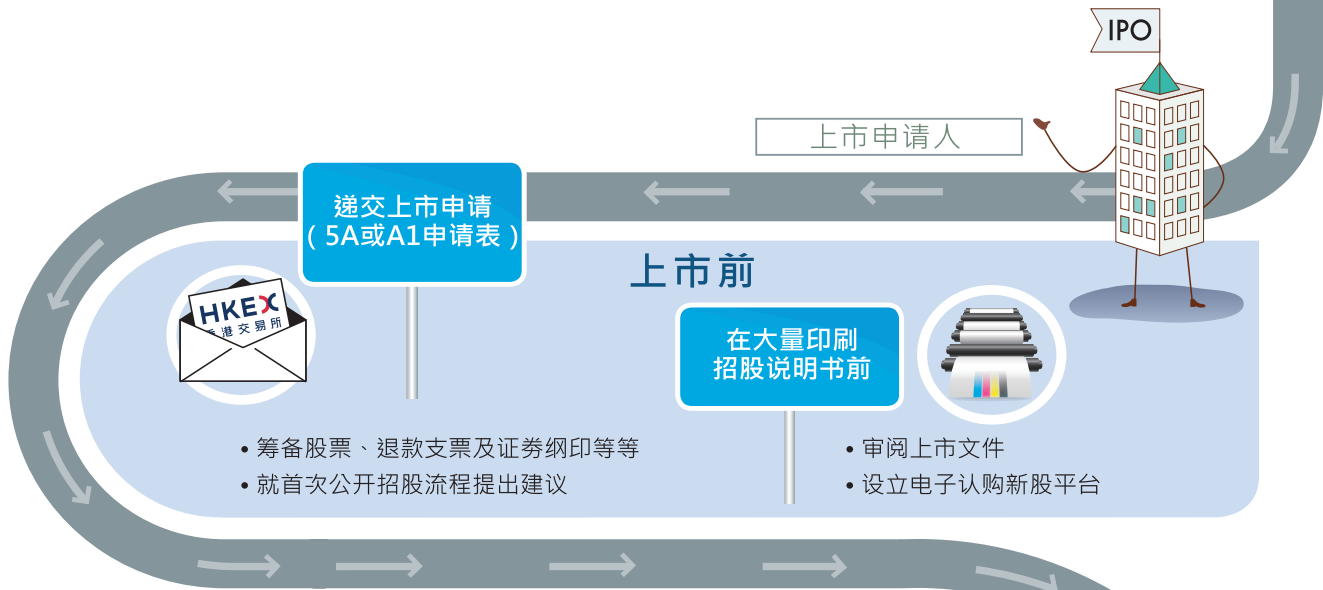 IPO
上市申请人
递交上市申请
（5A或A1申请表）
上市前
HKEX
香港交易所
在大量印刷
招股说明书前
• 筹备股票、退款支票及证券纲印等等
• 就首次公开招股流程提出建议
• 审阅上市文件
• 设立电子认购新股平台